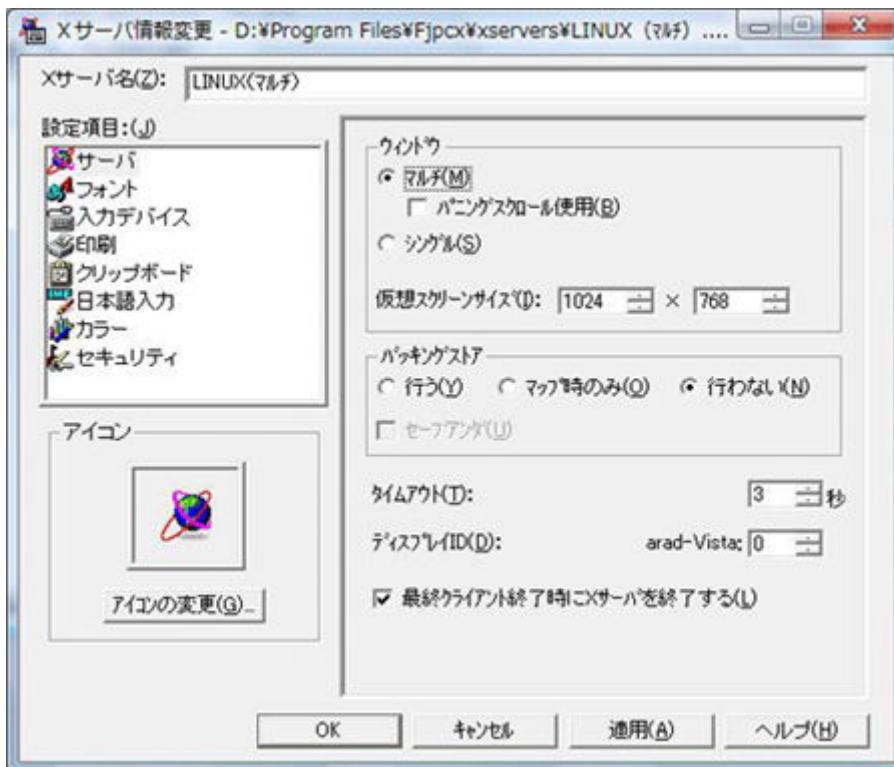 Xサーバ情報変更 - D:¥Program Files¥Fjpcx¥xservers¥LINUX (ﾏﾙﾁ) ....
Xサーバ名(Z): LINUX(ﾏﾙﾁ)
設定項目:(J)
サーバ
フォント
入力デバイス
印刷
クリップボード
日本語入力
カラー
セキュリティ
アイコン
アイコンの変更(G)...
ｳｨﾝﾄﾞｳ
ﾏﾙﾁ(M)
ﾊﾟﾆﾝｸﾞｽｸﾛｰﾙ使用(B)
ｼﾝｸﾞﾙ(S)
仮想ｽｸﾘｰﾝｻｲｽﾞ(I): 1024 × 768
ﾊﾞｯｷﾝｸﾞｽﾄｱ
行う(Y) ﾏｯﾌﾟ時のみ(O) 行わない(N)
ｾｰﾌﾞｱﾝﾀﾞ(U)
ﾀｲﾑｱｳﾄ(T): 3 秒
ﾃﾞｨｽﾌﾟﾚｲID(D): arad-Vista: 0
最終ｸﾗｲｱﾝﾄ終了時にXｻｰﾊﾞを終了する(L)
OK ｷｬﾝｾﾙ 適用(A) ヘルプ(H)